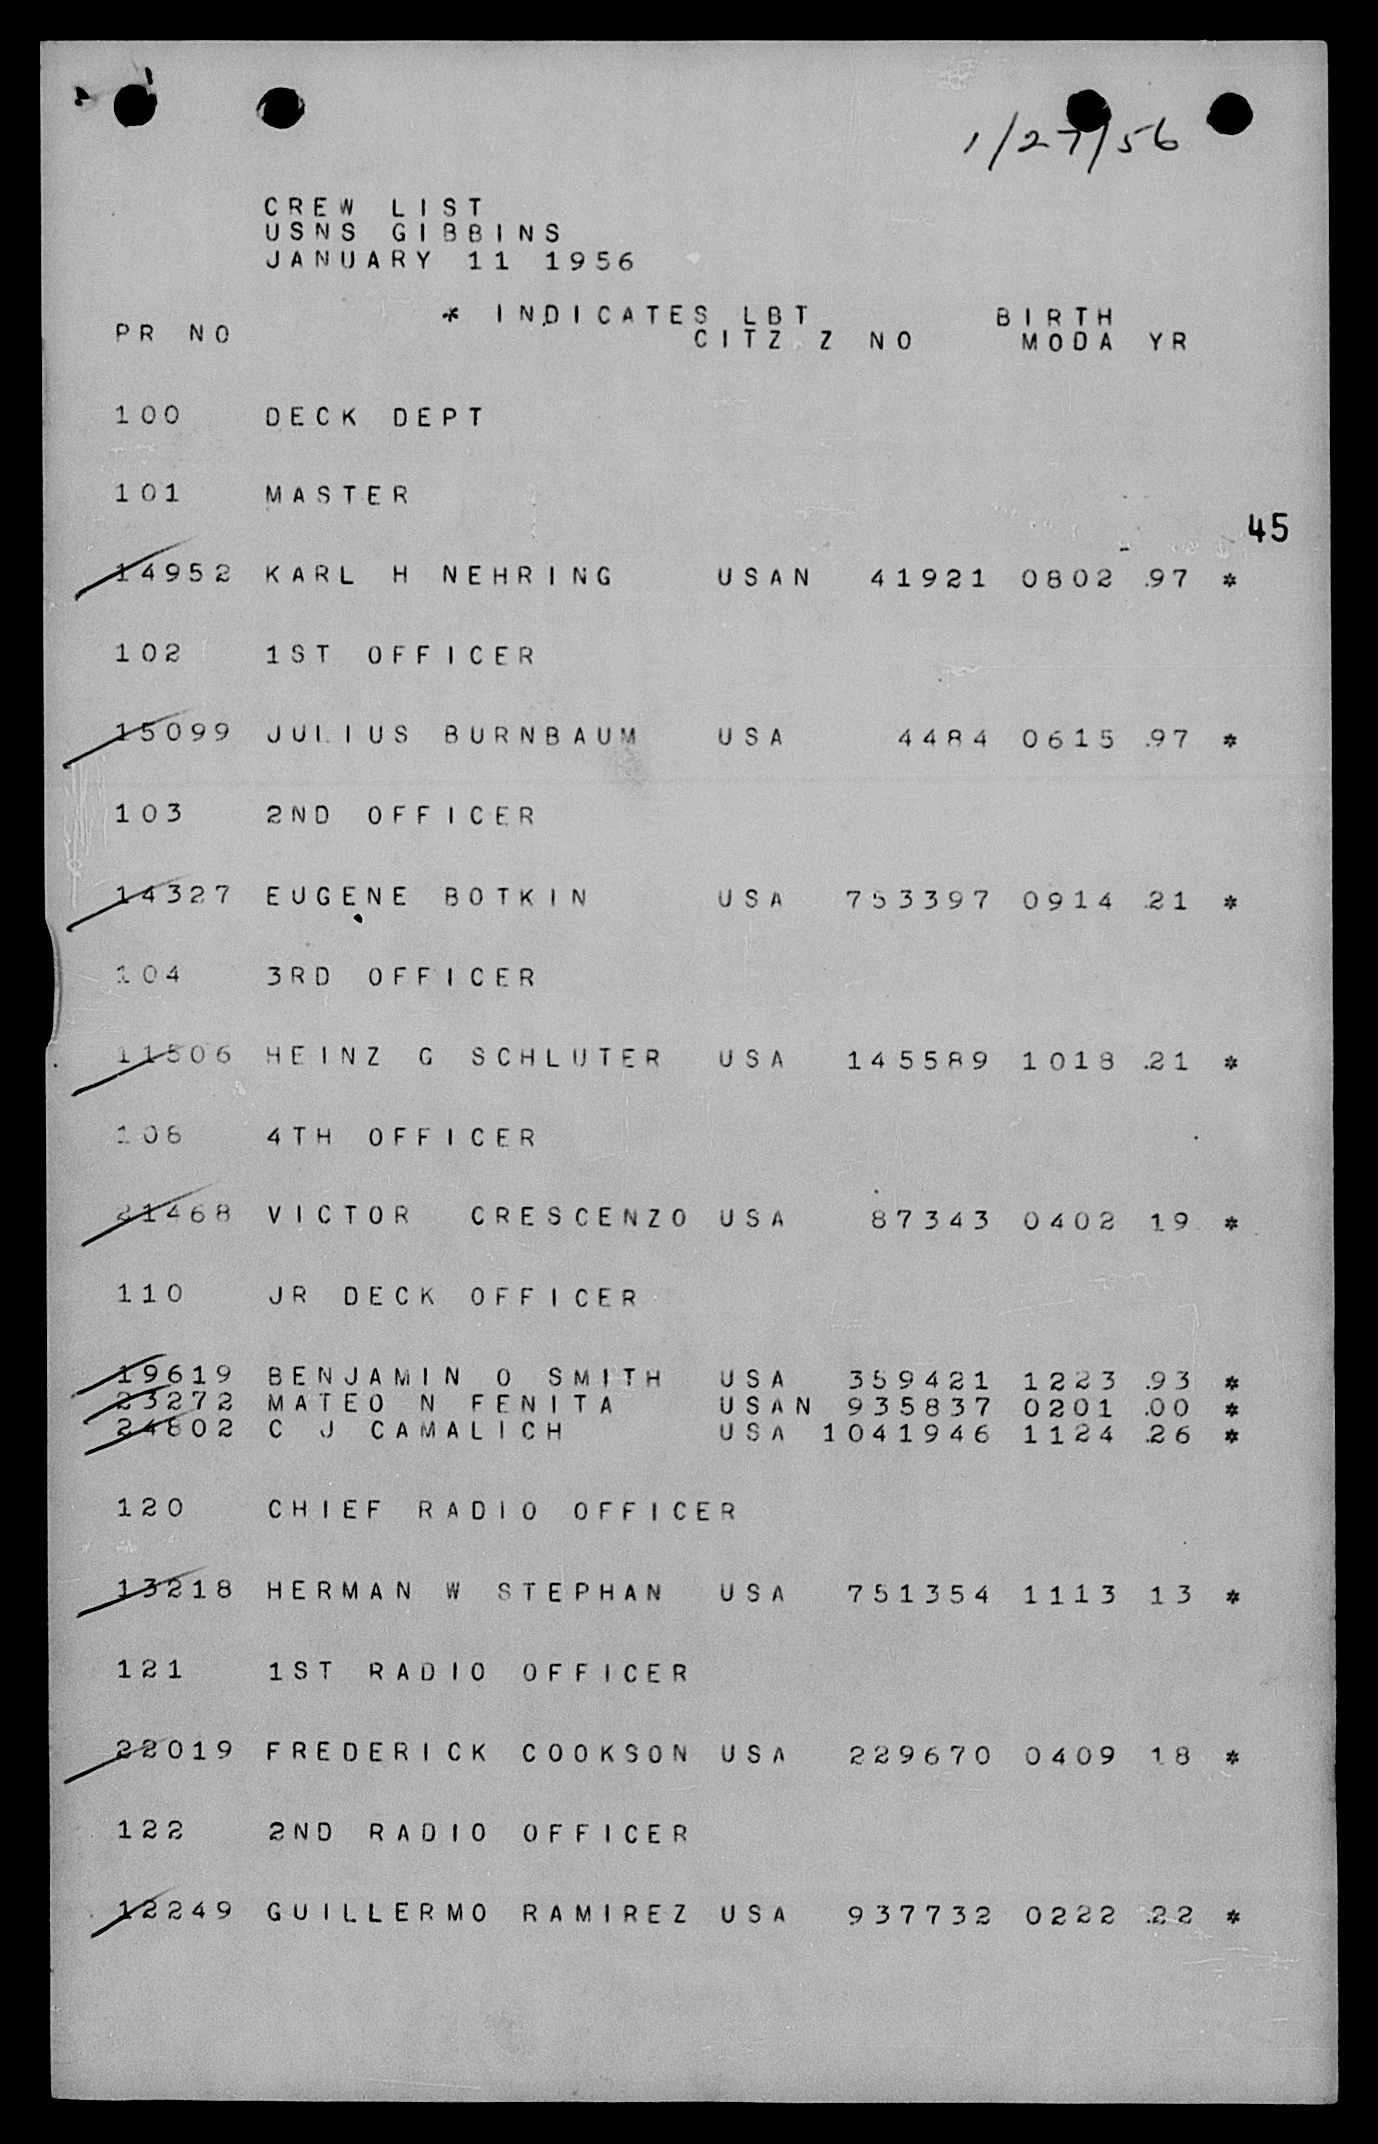 1/27/56
CREW LIST
USNS GIBBINS
JANUARY 11 1956
* INDICATES LBT BIRTH
PR NO CITZ Z NO MODA YR
100 DECK DEPT
101 MASTER
45
14952 KARL H NEHRING USAN 41921 0802 97 *
102 1ST OFFICER
15099 JULIUS BURNBAUM USA 4484 0615 97 *
103 2ND OFFICER
14327 EUGENE BOTKIN USA 753397 0914 21 *
104 3RD OFFICER
11506 HEINZ G SCHLUTER USA 145589 1018 21 *
108 4TH OFFICER
21468 VICTOR CRESCENZO USA 87343 0402 19 *
110 JR DECK OFFICER
19619 BENJAMIN O SMITH USA 359421 1223 93 *
23272 MATEO N FENITA USAN 935837 0201 00 *
24802 C J CAMALICH USA 1041946 1124 26 *
120 CHIEF RADIO OFFICER
13218 HERMAN W STEPHAN USA 751354 1113 13 *
121 1ST RADIO OFFICER
22019 FREDERICK COOKSON USA 229670 0409 18 *
122 2ND RADIO OFFICER
12249 GUILLERMO RAMIREZ USA 937732 0222 22 *